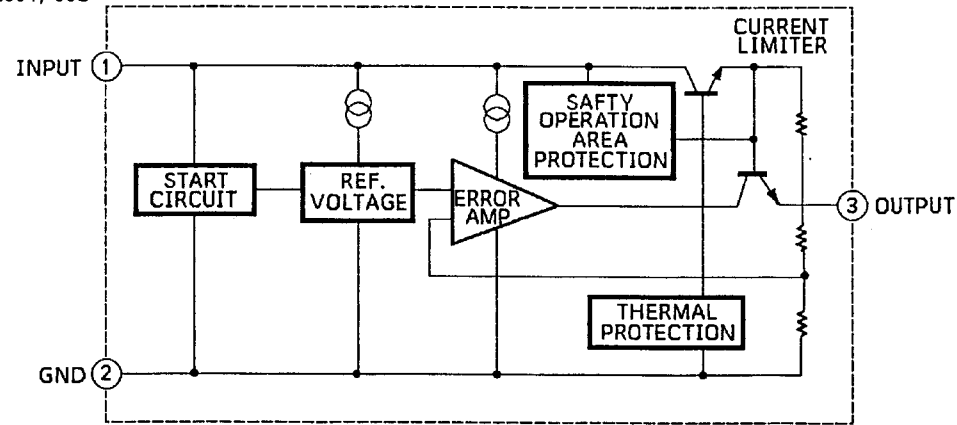 CURRENT
LIMITER
INPUT 1
SAFTY
OPERATION
AREA
PROTECTION
START
CIRCUIT
REF.
VOLTAGE
ERROR
AMP
3 OUTPUT
THERMAL
PROTECTION
GND 2